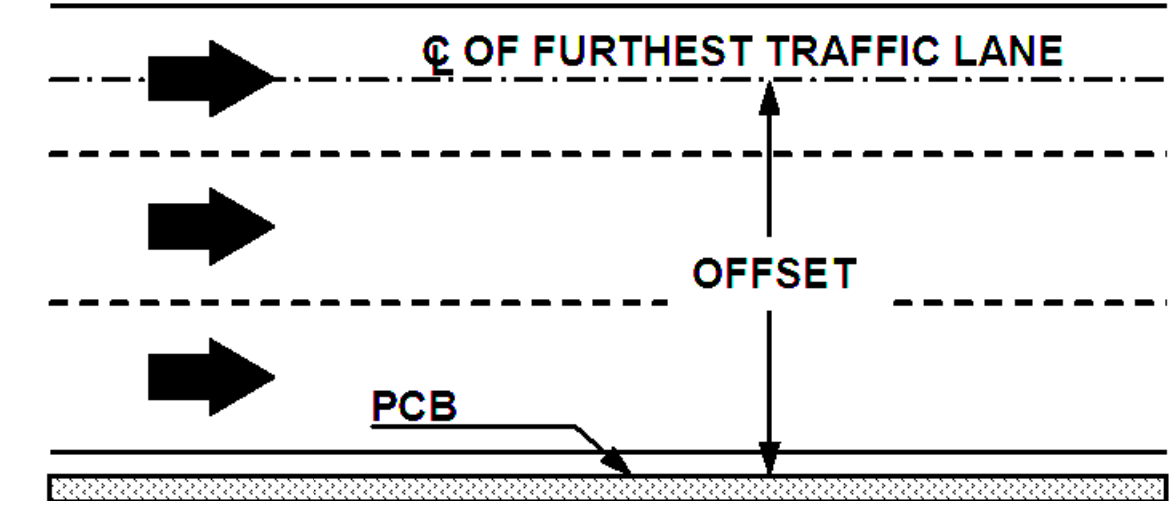 ℄ OF FURTHEST TRAFFIC LANE
OFFSET
PCB